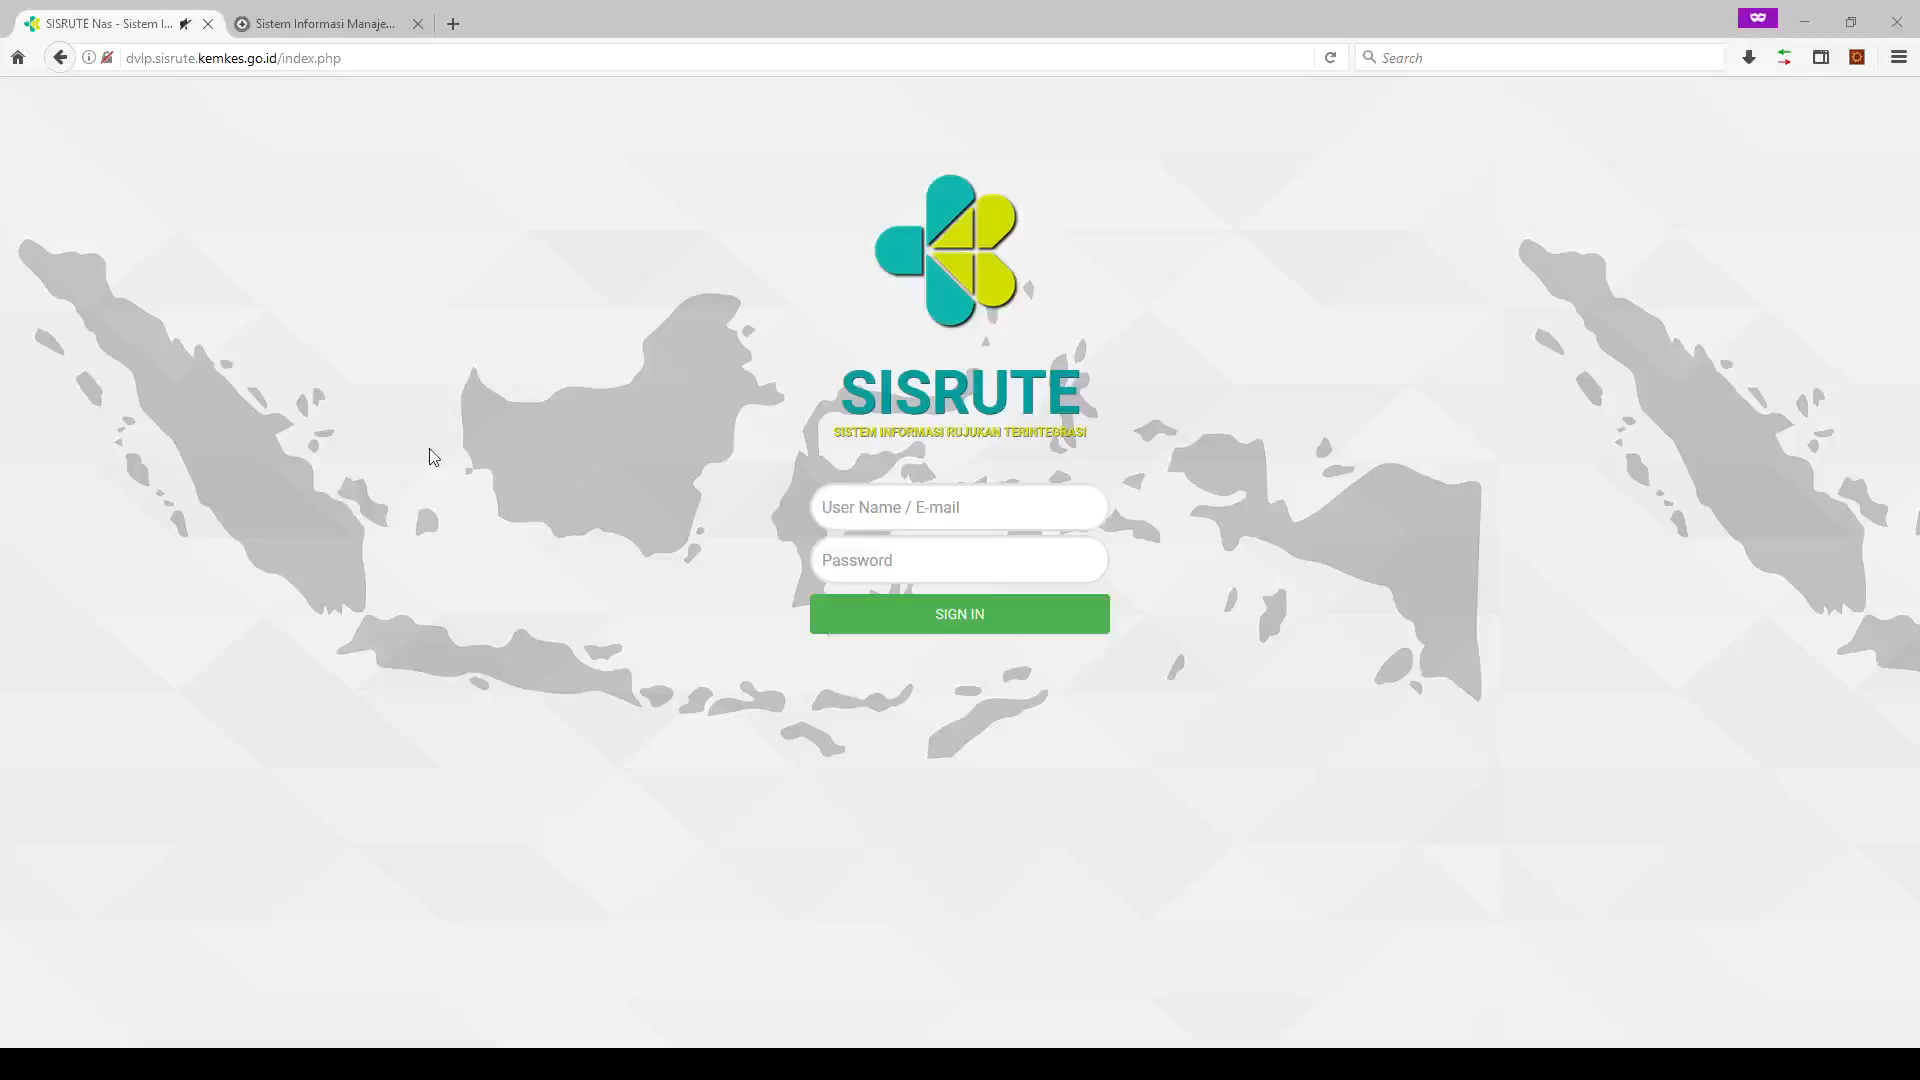 SISRUTE Nas - Sistem I...
Sistem Informasi Manaje...
dvlp.sisrute.kemkes.go.id/index.php
Search
SISRUTE
SISTEM INFORMASI RUJUKAN TERINTEGRASI
User Name / E-mail
Password
SIGN IN